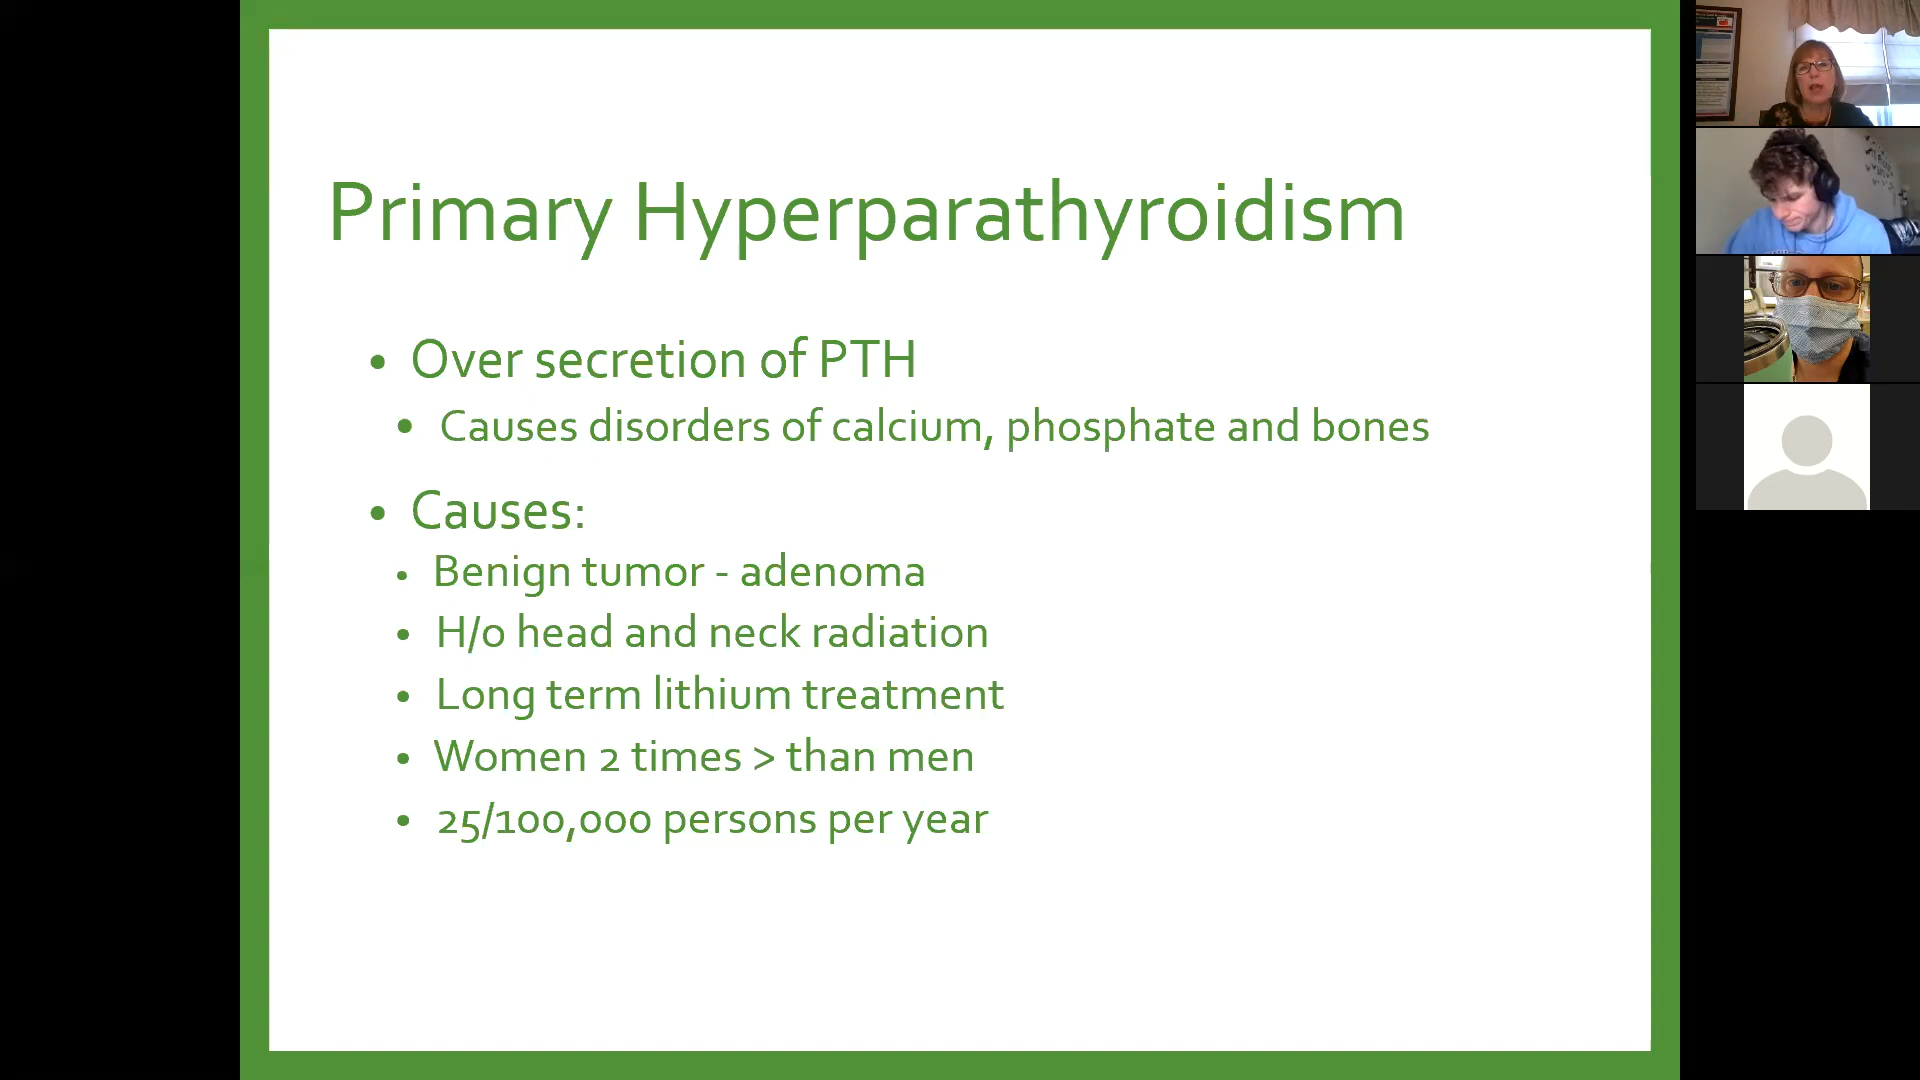 Primary Hyperparathyroidism
• Over secretion of PTH
• Causes disorders of calcium, phosphate and bones
• Causes:
• Benign tumor - adenoma
• H/o head and neck radiation
• Long term lithium treatment
• Women 2 times > than men
• 25/100,000 persons per year